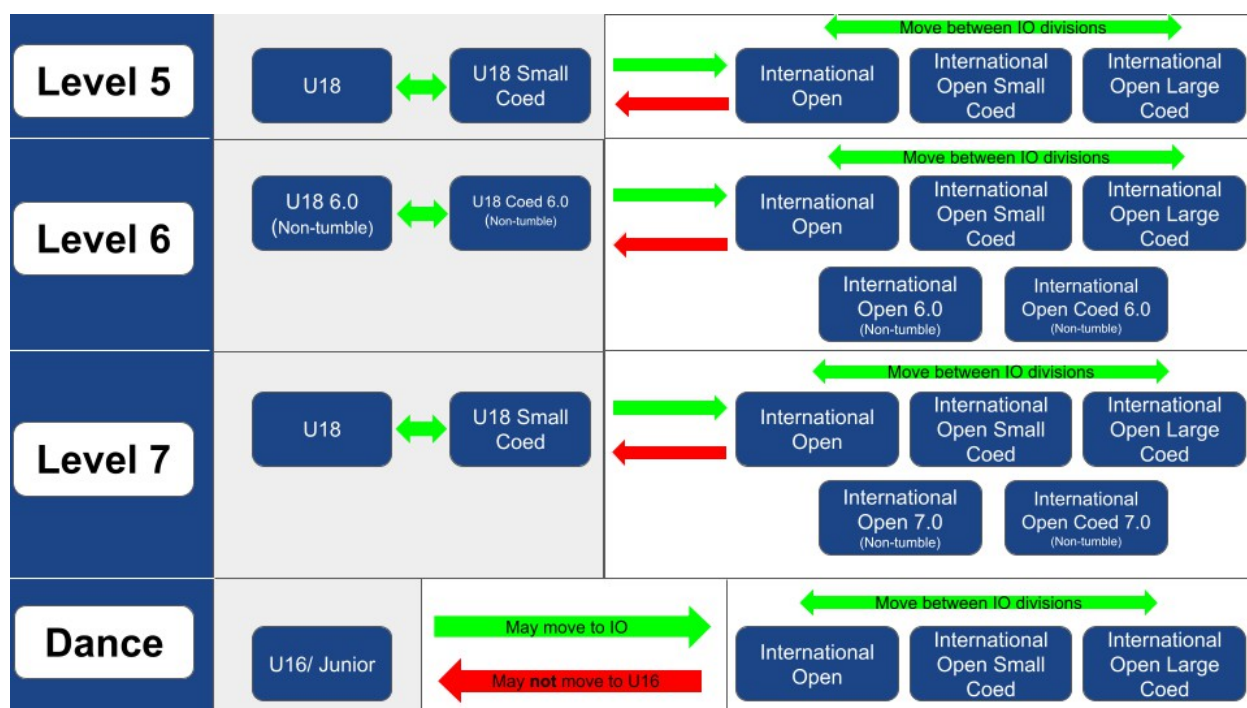 Move between IO divisions
Level 5
U18
U18 Small
Coed
International
Open
International
Open Small
Coed
International
Open Large
Coed
Move between IO divisions
Level 6
U18 6.0
(Non-tumble)
U18 Coed 6.0
(Non-tumble)
International
Open
International
Open Small
Coed
International
Open Large
Coed
International
Open 6.0
(Non-tumble)
International
Open Coed 6.0
(Non-tumble)
Move between IO divisions
Level 7
U18
U18 Small
Coed
International
Open
International
Open Small
Coed
International
Open Large
Coed
International
Open 7.0
(Non-tumble)
International
Open Coed 7.0
(Non-tumble)
Move between IO divisions
Dance
U16/ Junior
May move to IO
May not move to U16
International
Open
International
Open Small
Coed
International
Open Large
Coed